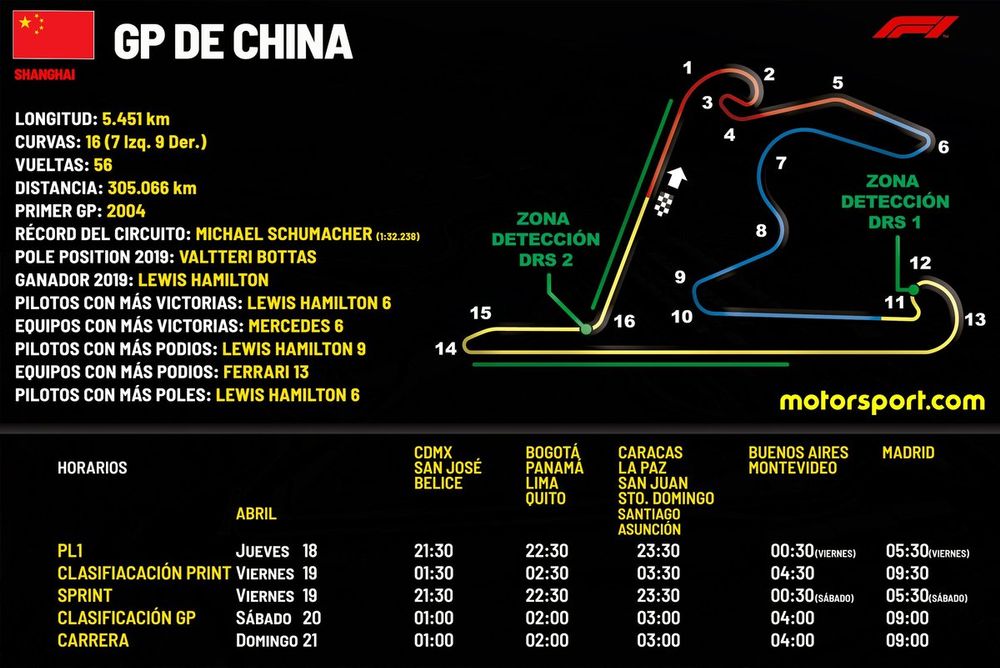 GP DE CHINA
SHANGHAI
F1
LONGITUD: 5.451 km
CURVAS: 16 (7 Izq. 9 Der.)
VUELTAS: 56
DISTANCIA: 305.066 km
PRIMER GP: 2004
RÉCORD DEL CIRCUITO: MICHAEL SCHUMACHER (1:32.238)
POLE POSITION 2019: VALTTERI BOTTAS
GANADOR 2019: LEWIS HAMILTON
PILOTOS CON MÁS VICTORIAS: LEWIS HAMILTON 6
EQUIPOS CON MÁS VICTORIAS: MERCEDES 6
PILOTOS CON MÁS PODIOS: LEWIS HAMILTON 9
EQUIPOS CON MÁS PODIOS: FERRARI 13
PILOTOS CON MÁS POLES: LEWIS HAMILTON 6
1
2
3
4
5
6
7
8
9
10
11
12
13
14
15
16
ZONA
DETECCIÓN
DRS 1
ZONA
DETECCIÓN
DRS 2
motorsport.com
HORARIOS
ABRIL
CDMX
SAN JOSÉ
BELICE
BOGOTÁ
PANAMÁ
LIMA
QUITO
CARACAS
LA PAZ
SAN JUAN
STO. DOMINGO
SANTIAGO
ASUNCIÓN
BUENOS AIRES
MONTEVIDEO
MADRID
PL1 JUEVES 18 21:30 22:30 23:30 00:30(VIERNES) 05:30(VIERNES)
CLASIFIACACIÓN PRINT VIERNES 19 01:30 02:30 03:30 04:30 09:30
SPRINT VIERNES 19 21:30 22:30 23:30 00:30(SÁBADO) 05:30(SÁBADO)
CLASIFICACIÓN GP SÁBADO 20 01:00 02:00 03:00 04:00 09:00
CARRERA DOMINGO 21 01:00 02:00 03:00 04:00 09:00